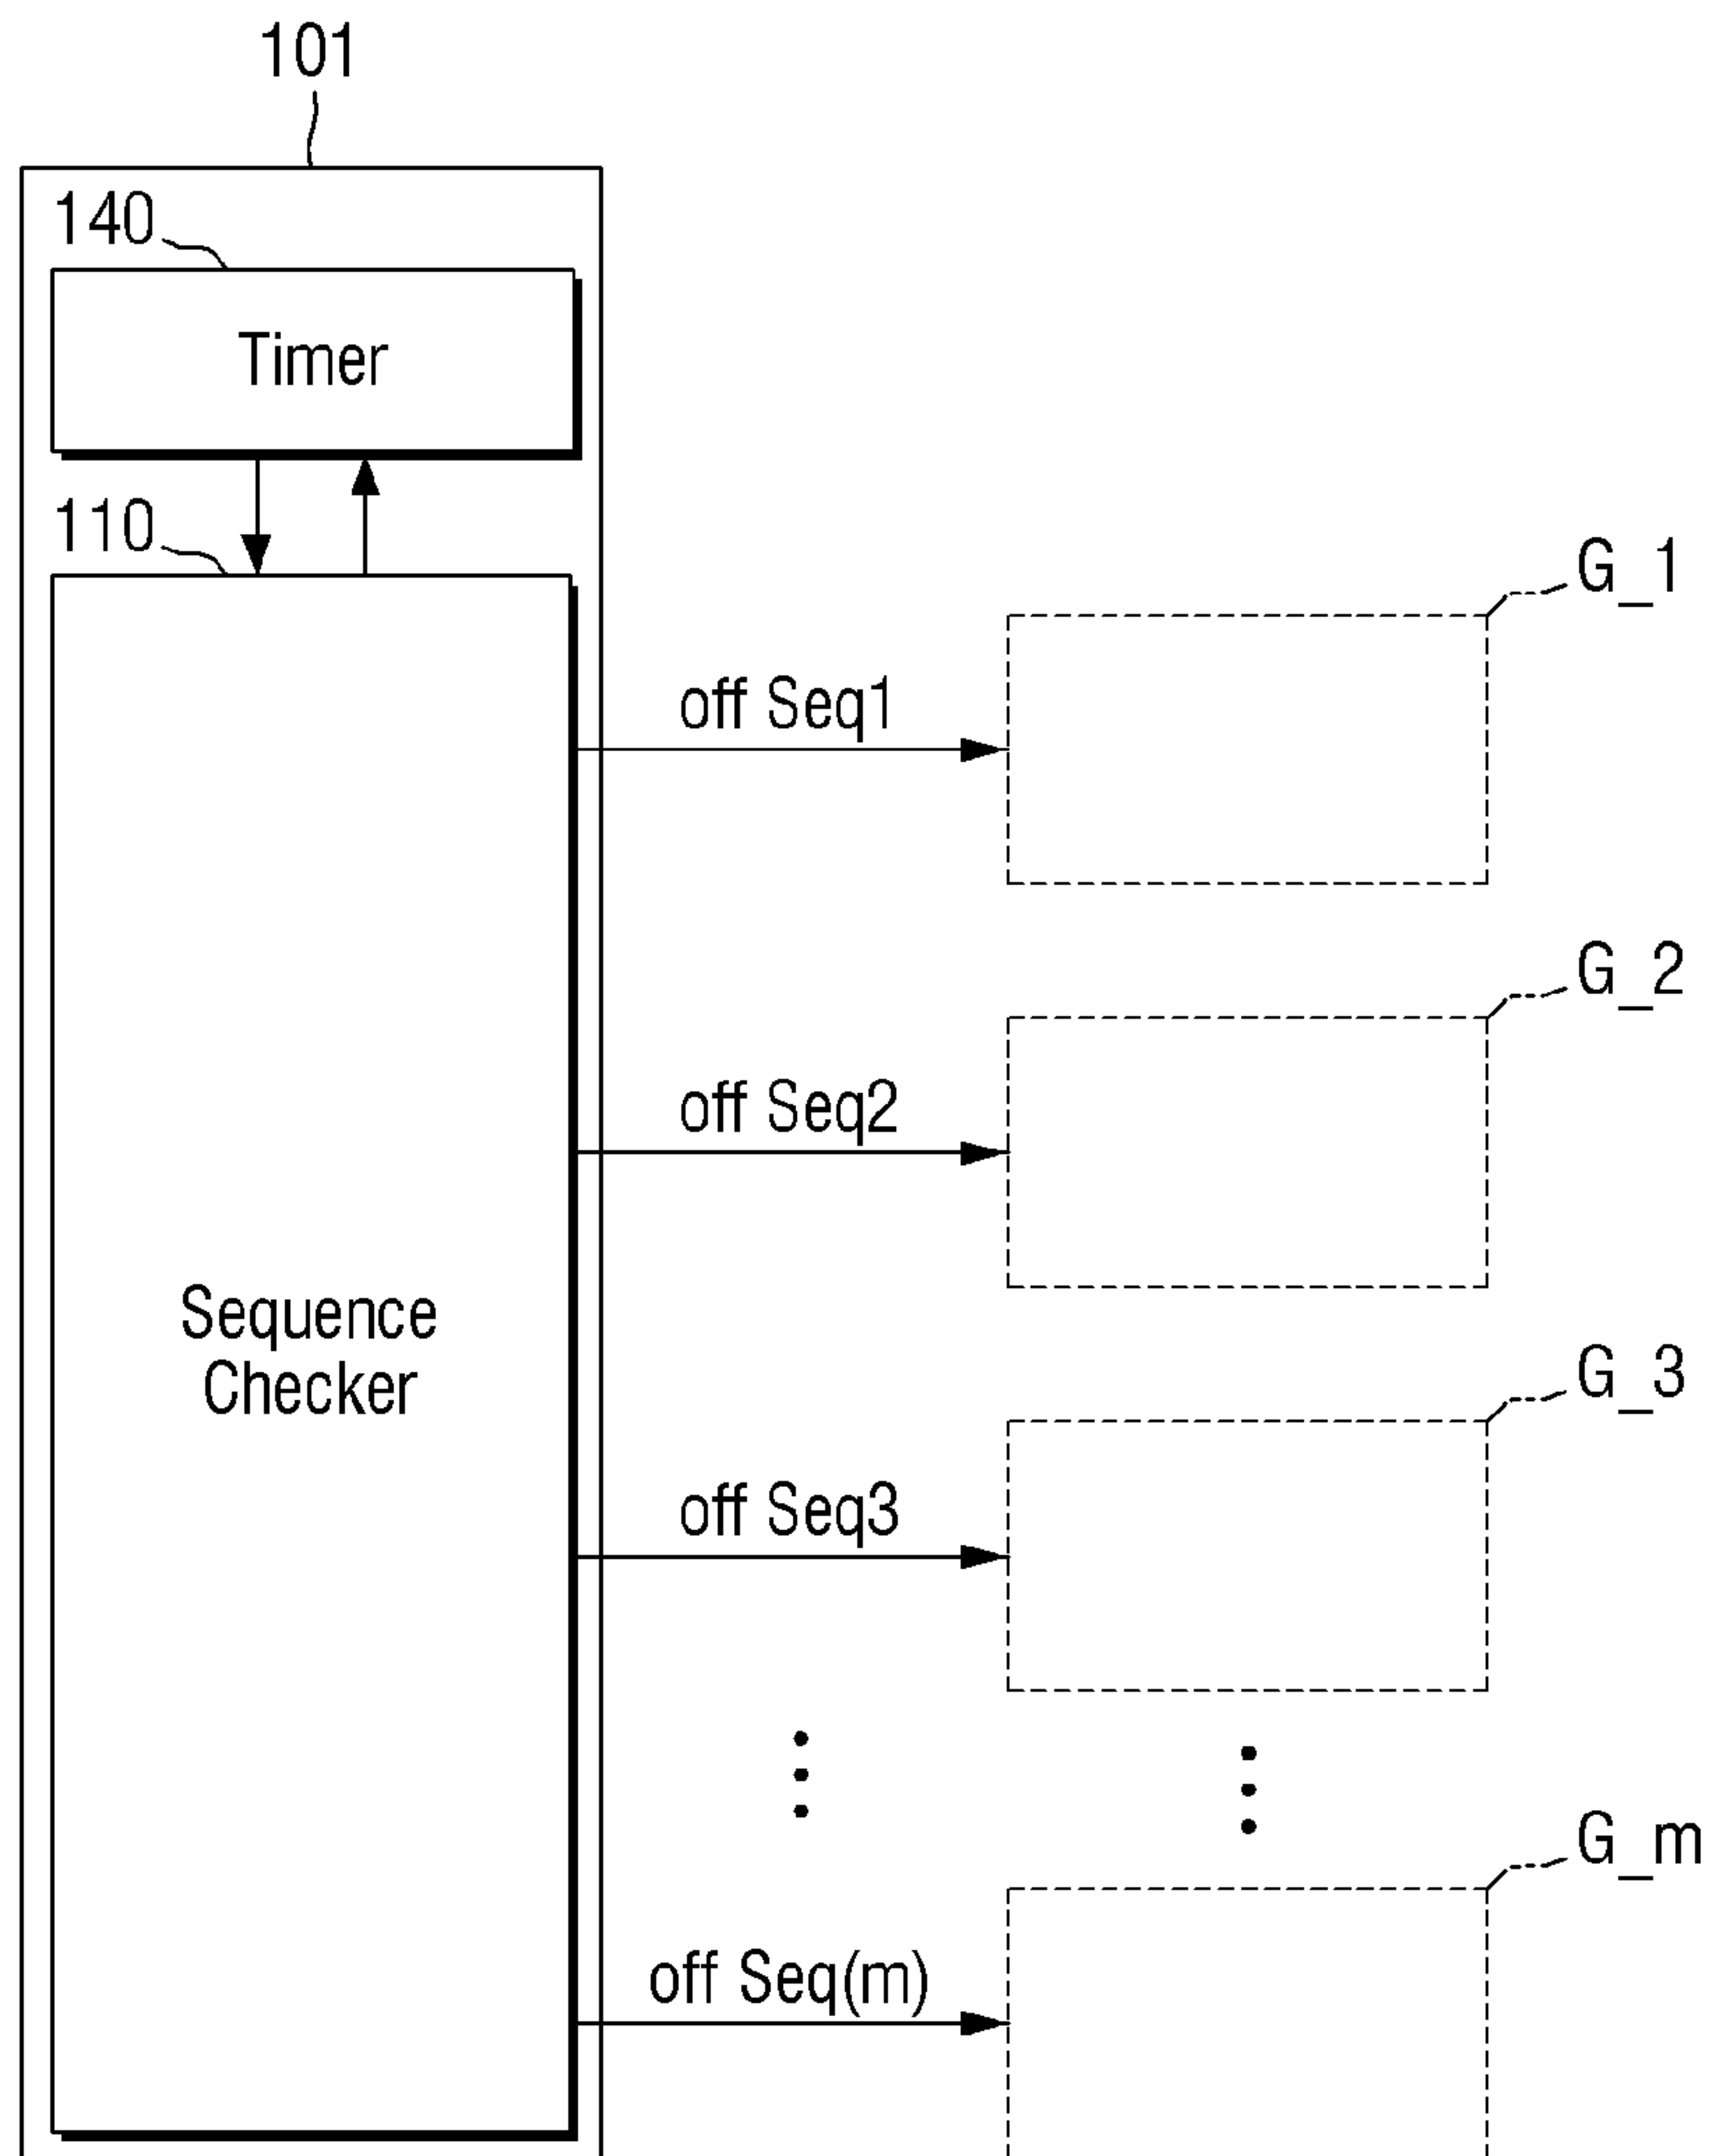 101
140
Timer
110
G_1
off Seq1
G_2
off Seq2
Sequence
Checker
G_3
off Seq3
G_m
off Seq(m)